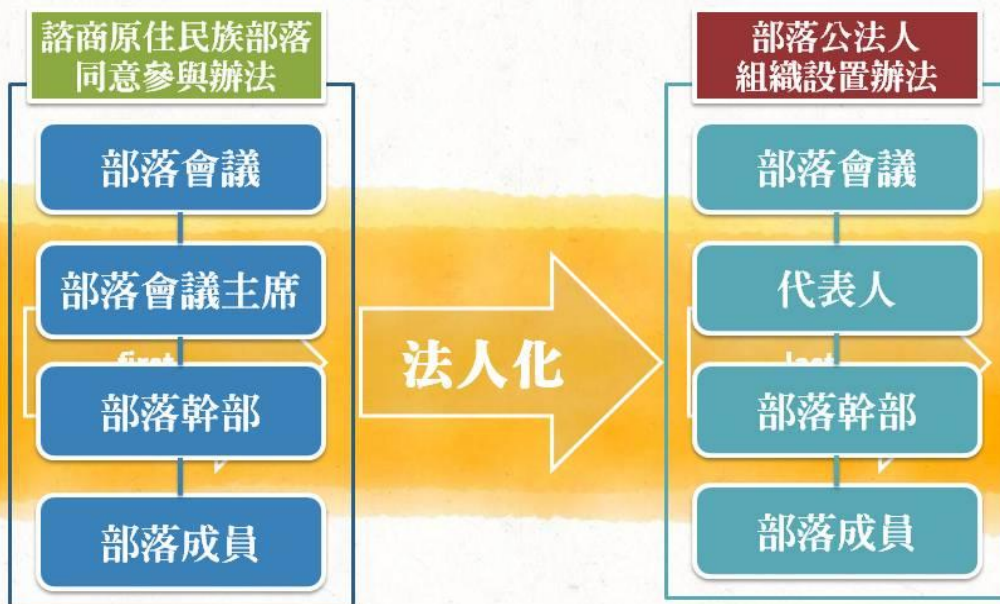 諮商原住民族部落
同意參與辦法
部落會議
部落會議主席
部落幹部
部落成員
法人化
部落公法人
組織設置辦法
部落會議
代表人
部落幹部
部落成員